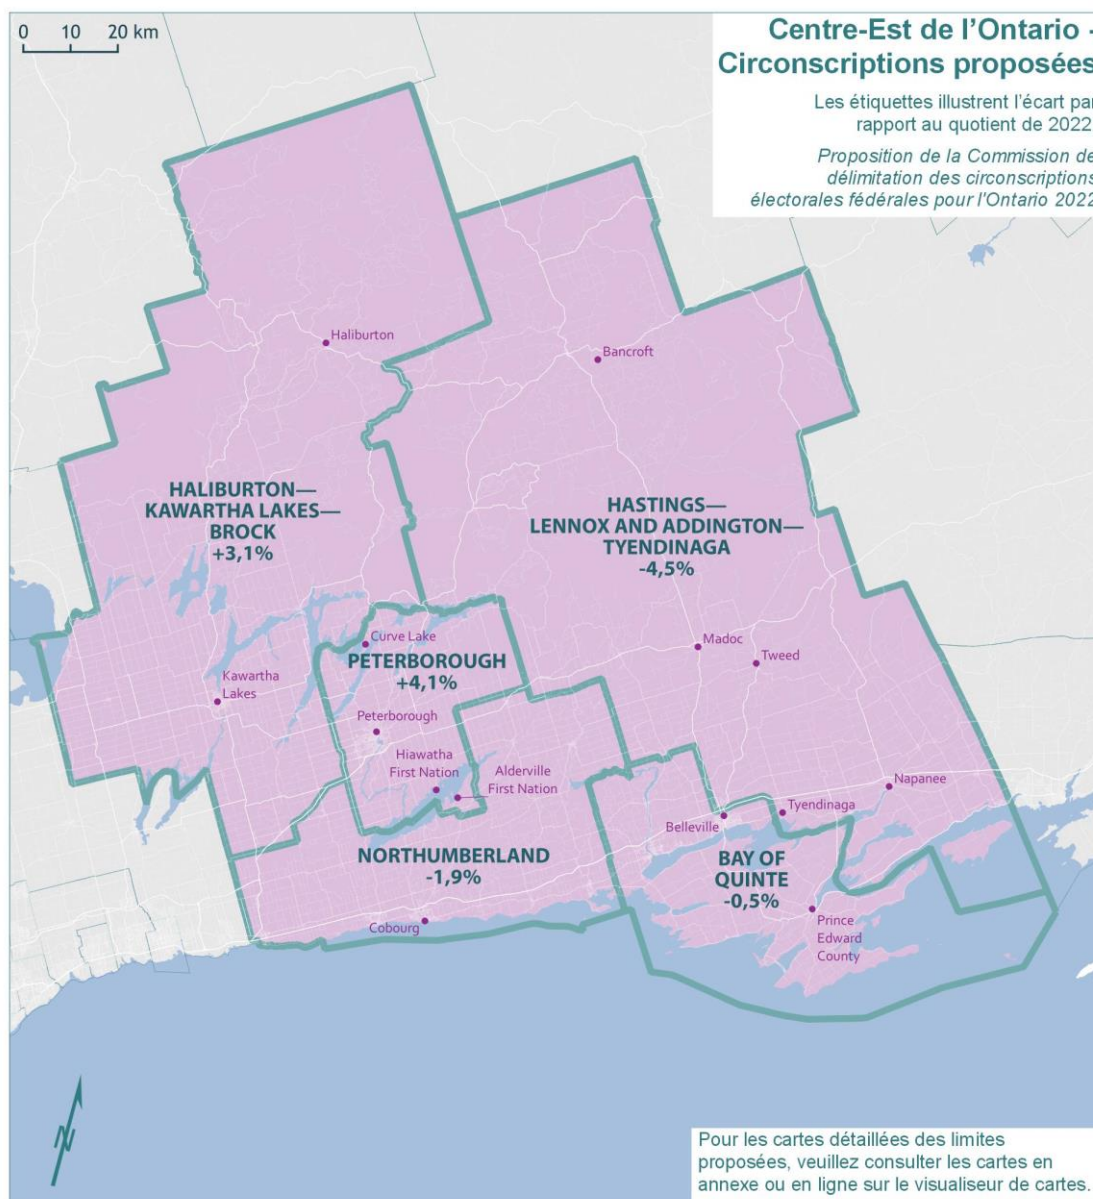 0 10 20 km
Centre-Est de l’Ontario -
Circonscriptions proposées
Les étiquettes illustrent l’écart par
rapport au quotient de 2022
Proposition de la Commission de
délimitation des circonscriptions
électorales fédérales pour l'Ontario 2022
Haliburton
Bancroft
HALIBURTON—
KAWARTHA LAKES—
BROCK
+3,1%
HASTINGS—
LENNOX AND ADDINGTON—
TYENDINAGA
-4,5%
Curve Lake
PETERBOROUGH
+4,1%
Madoc
Tweed
Kawartha
Lakes
Peterborough
Hiawatha
First Nation
Alderville
First Nation
Napanee
Tyendinaga
Belleville
NORTHUMBERLAND
-1,9%
BAY OF
QUINTE
-0,5%
Cobourg
Prince
Edward
County
N
Pour les cartes détaillées des limites
proposées, veuillez consulter les cartes en
annexe ou en ligne sur le visualiseur de cartes.